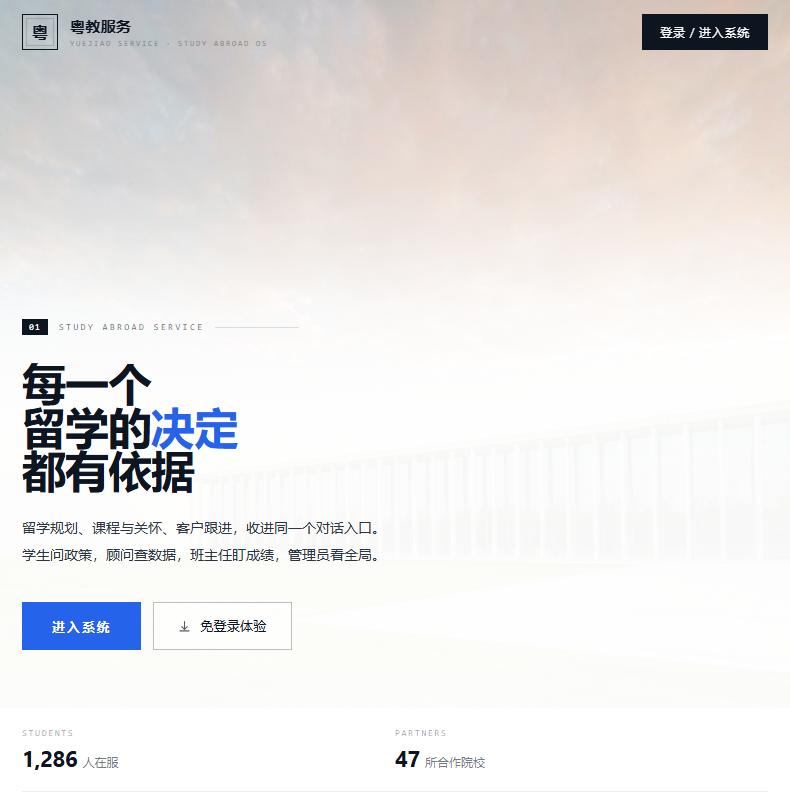 粤
粤教服务
YUEJIAO SERVICE · STUDY ABROAD OS
登录 / 进入系统
01 STUDY ABROAD SERVICE
每一个
留学的决定
都有依据
留学规划、课程与关怀、客户跟进，收进同一个对话入口。
学生问政策，顾问查数据，班主任盯成绩，管理员看全局。
进入系统
免登录体验
STUDENTS
1,286 人在服
PARTNERS
47 所合作院校